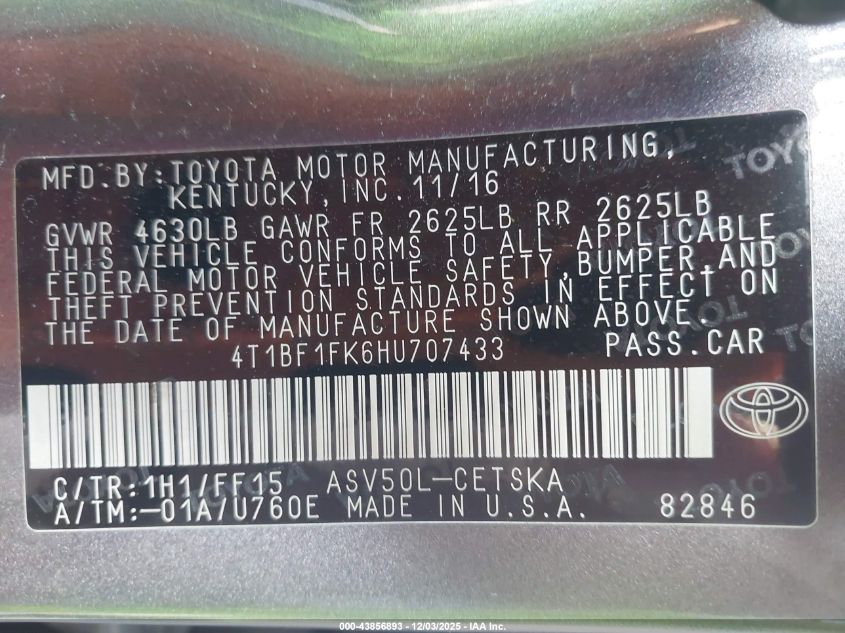 MFD.BY:TOYOTA MOTOR MANUFACTURING,
KENTUCKY,INC.11/16
GVWR 4630LB GAWR FR 2625LB RR 2625LB
THIS VEHICLE CONFORMS TO ALL APPLICABLE
FEDERAL MOTOR VEHICLE SAFETY,BUMPER,AND
THEFT PREVENTION STANDARDS IN EFFECT ON
THE DATE OF MANUFACTURE SHOWN ABOVE
4T1BF1FK6HU707433 PASS.CAR
C/TR:1H1/FF15 ASV50L-CETSKA
A/TM:-01A/U760E MADE IN U.S.A. 82846
000-43856893 - 12/03/2025 - IAA Inc.